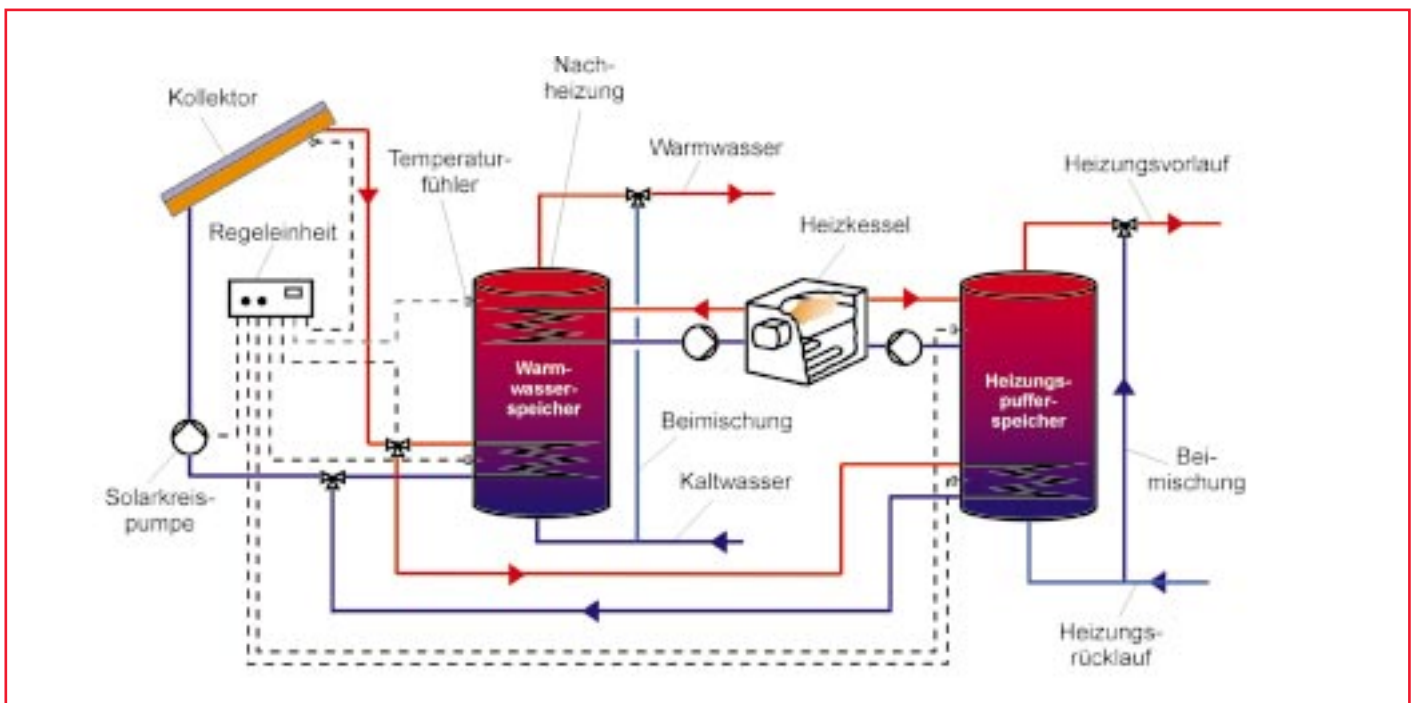 Nach-
heizung
Kollektor
Warmwasser
Temperatur-
fühler
Heizungsvorlauf
Regeleinheit
Heizkessel
Warm-
wasser-
speicher
Heizungs-
puffer-
speicher
Beimischung
Kaltwasser
Bei-
mischung
Solarkreis-
pumpe
Heizungs-
rücklauf